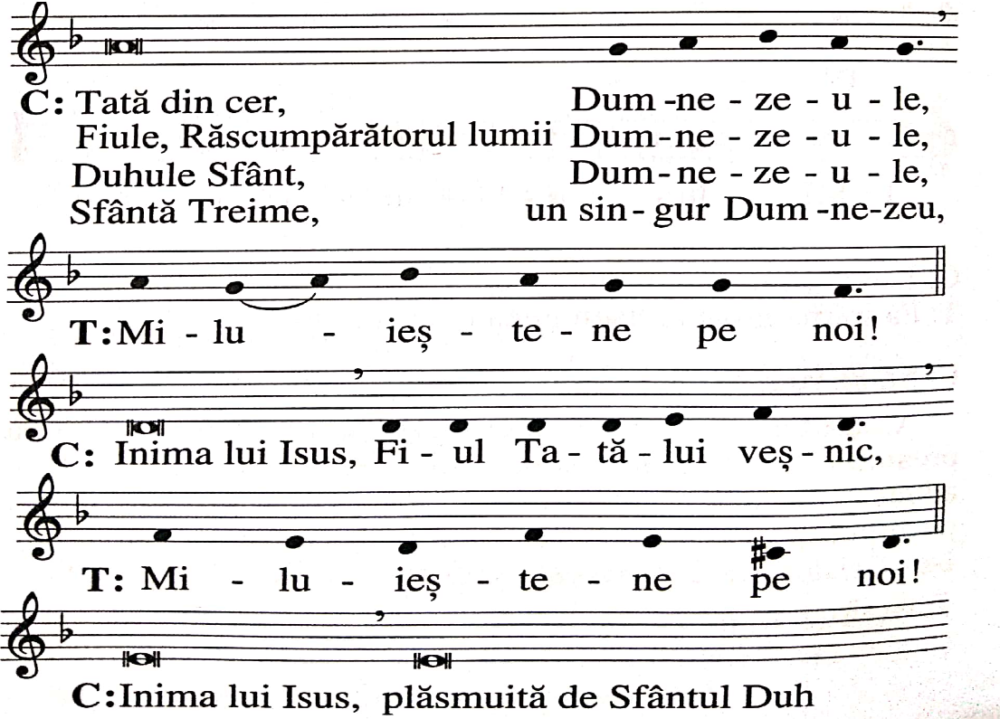 C: Tată din cer, Dum-ne - ze - u - le,
Fiule, Răscumpărătorul lumii Dum-ne - ze - u - le,
Duhule Sfânt, Dum-ne - ze - u - le,
Sfântă Treime, un sin-gur Dum-ne-zeu,
T: Mi - lu - ieș - te - ne pe noi!
C: Inima lui Isus, Fi - ul Ta - tă - lui veș - nic,
T: Mi - lu - ieș - te - ne pe noi!
C: Inima lui Isus, plăsmuită de Sfântul Duh